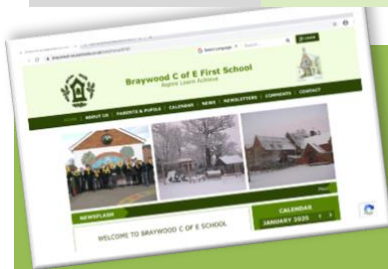 Select Language
Braywood C of E First School
Aspire Learn Achieve
HOME | ABOUT US | PARENTS & PUPILS | CALENDAR | NEWS | NEWSLETTERS | COMMENTS | CONTACT
NEWSFLASH
CALENDAR
WELCOME TO BRAYWOOD C OF E SCHOOL
JANUARY 2020